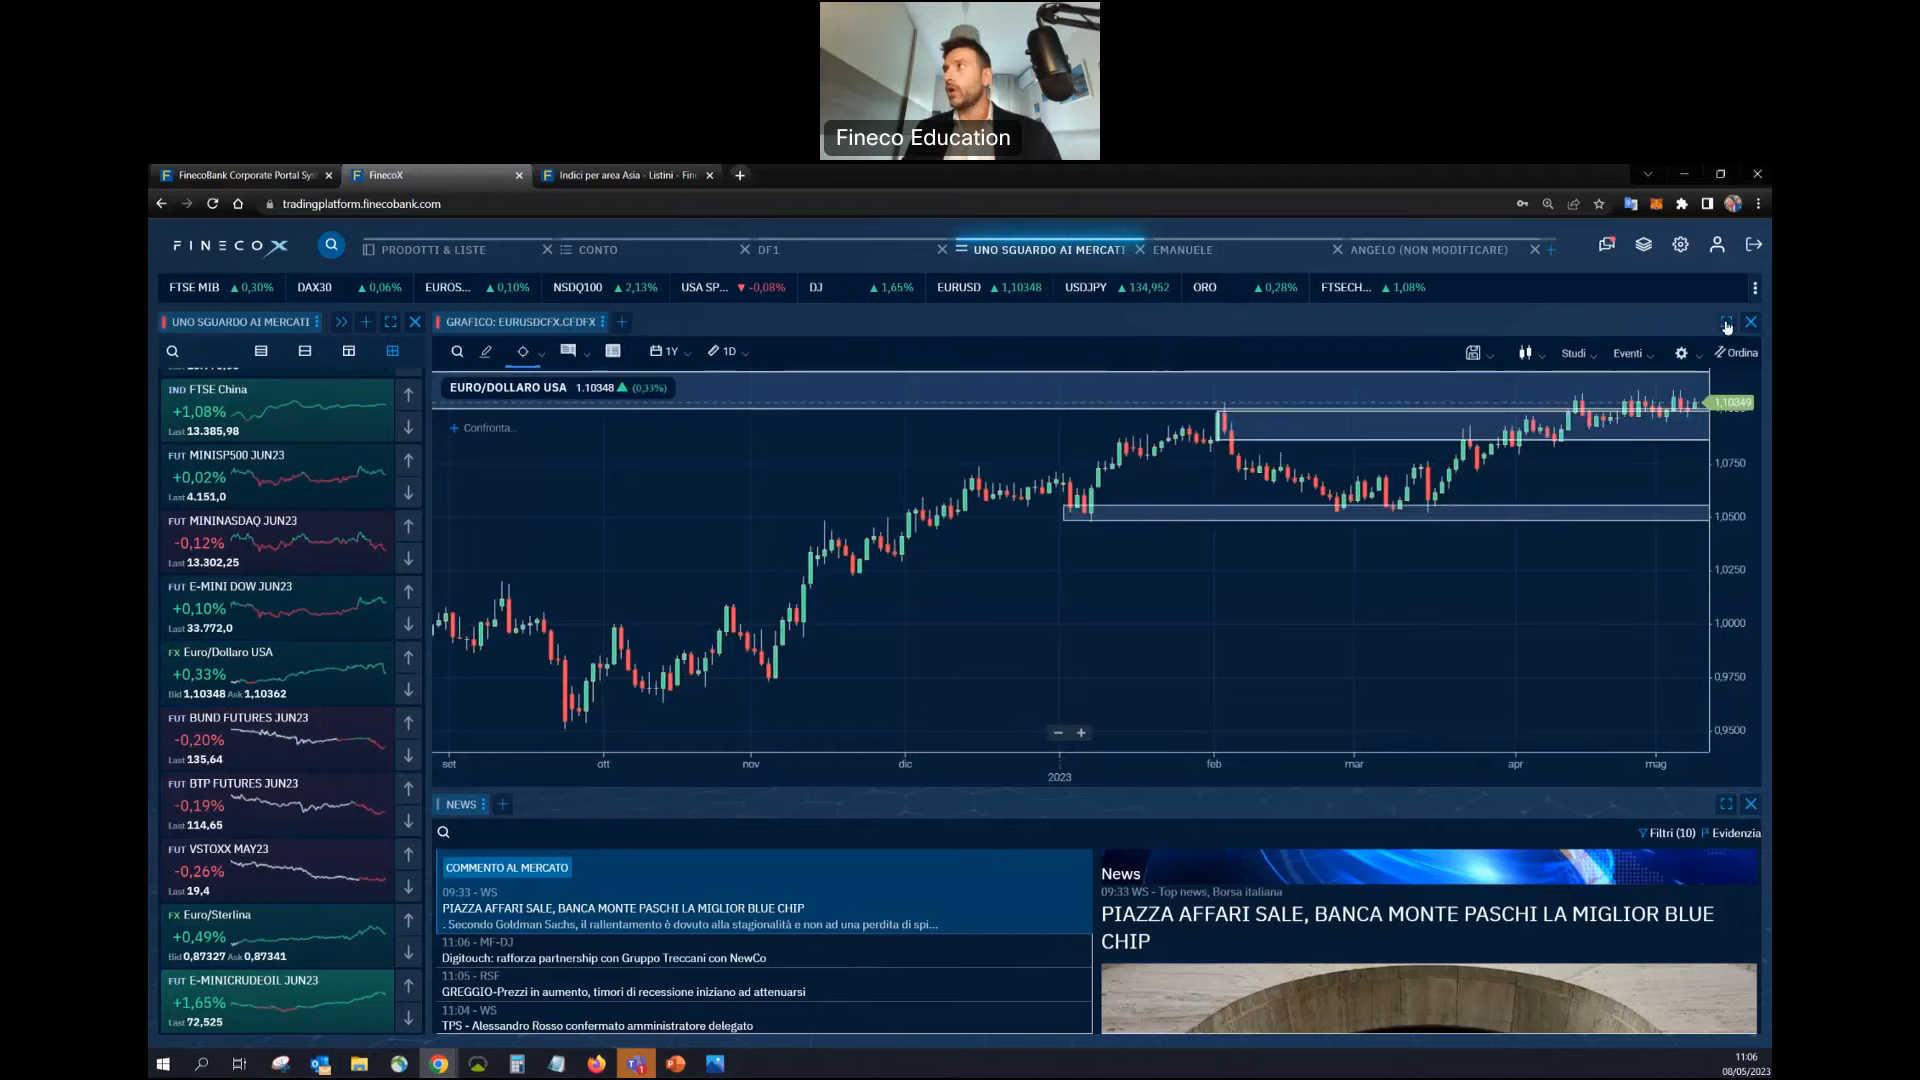 Fineco Education
FinecoBank Corporate Portal Sys
FinecoX
Indici per area Asia - Listini - Fine
tradingplatform.finecobank.com
FINECOX
PRODOTTI & LISTE
CONTO
DF1
UNO SGUARDO AI MERCATI
EMANUELE
ANGELO (NON MODIFICARE)
FTSE MIB ▲ 0,30% DAX30 ▲ 0,06% EUROS... ▲ 0,10% NSDQ100 ▲ 2,13% USA SP... ▼ -0,08% DJ ▲ 1,65% EURUSD ▲ 1,10348 USDJPY ▲ 134,952 ORO ▲ 0,28% FTSECH... ▲ 1,08%
UNO SGUARDO AI MERCATI
GRAFICO: EURUSDCFX.CFDFX
1Y
1D
Studi
Eventi
Ordina
EURO/DOLLARO USA 1.10348 ▲ (0,33%)
Confronta...
1,10349
1,0750
1,0500
1,0250
1,0000
0,9750
0,9500
set ott nov dic 2023 feb mar apr mag
IND FTSE China
+1,08%
Last 13.385,98
FUT MINISP500 JUN23
+0,02%
Last 4.151,0
FUT MININASDAQ JUN23
-0,12%
Last 13.302,25
FUT E-MINI DOW JUN23
+0,10%
Last 33.772,0
FX Euro/Dollaro USA
+0,33%
Bid 1,10348 Ask 1,10362
FUT BUND FUTURES JUN23
-0,20%
Last 135,64
FUT BTP FUTURES JUN23
-0,19%
Last 114,65
FUT VSTOXX MAY23
-0,26%
Last 19,4
FX Euro/Sterlina
+0,49%
Bid 0,87327 Ask 0,87341
FUT E-MINICRUDEOIL JUN23
+1,65%
Last 72,525
NEWS
Filtri (10)
Evidenzia
COMMENTO AL MERCATO
09:33 - WS
PIAZZA AFFARI SALE, BANCA MONTE PASCHI LA MIGLIOR BLUE CHIP
. Secondo Goldman Sachs, il rallentamento è dovuto alla stagionalità e non ad una perdita di spi...
11:06 - MF-DJ
Digitouch: rafforza partnership con Gruppo Treccani con NewCo
11:05 - RSF
GREGGIO-Prezzi in aumento, timori di recessione iniziano ad attenuarsi
11:04 - WS
TPS - Alessandro Rosso confermato amministratore delegato
News
09:33 WS - Top news, Borsa italiana
PIAZZA AFFARI SALE, BANCA MONTE PASCHI LA MIGLIOR BLUE
CHIP
11:06
08/05/2023